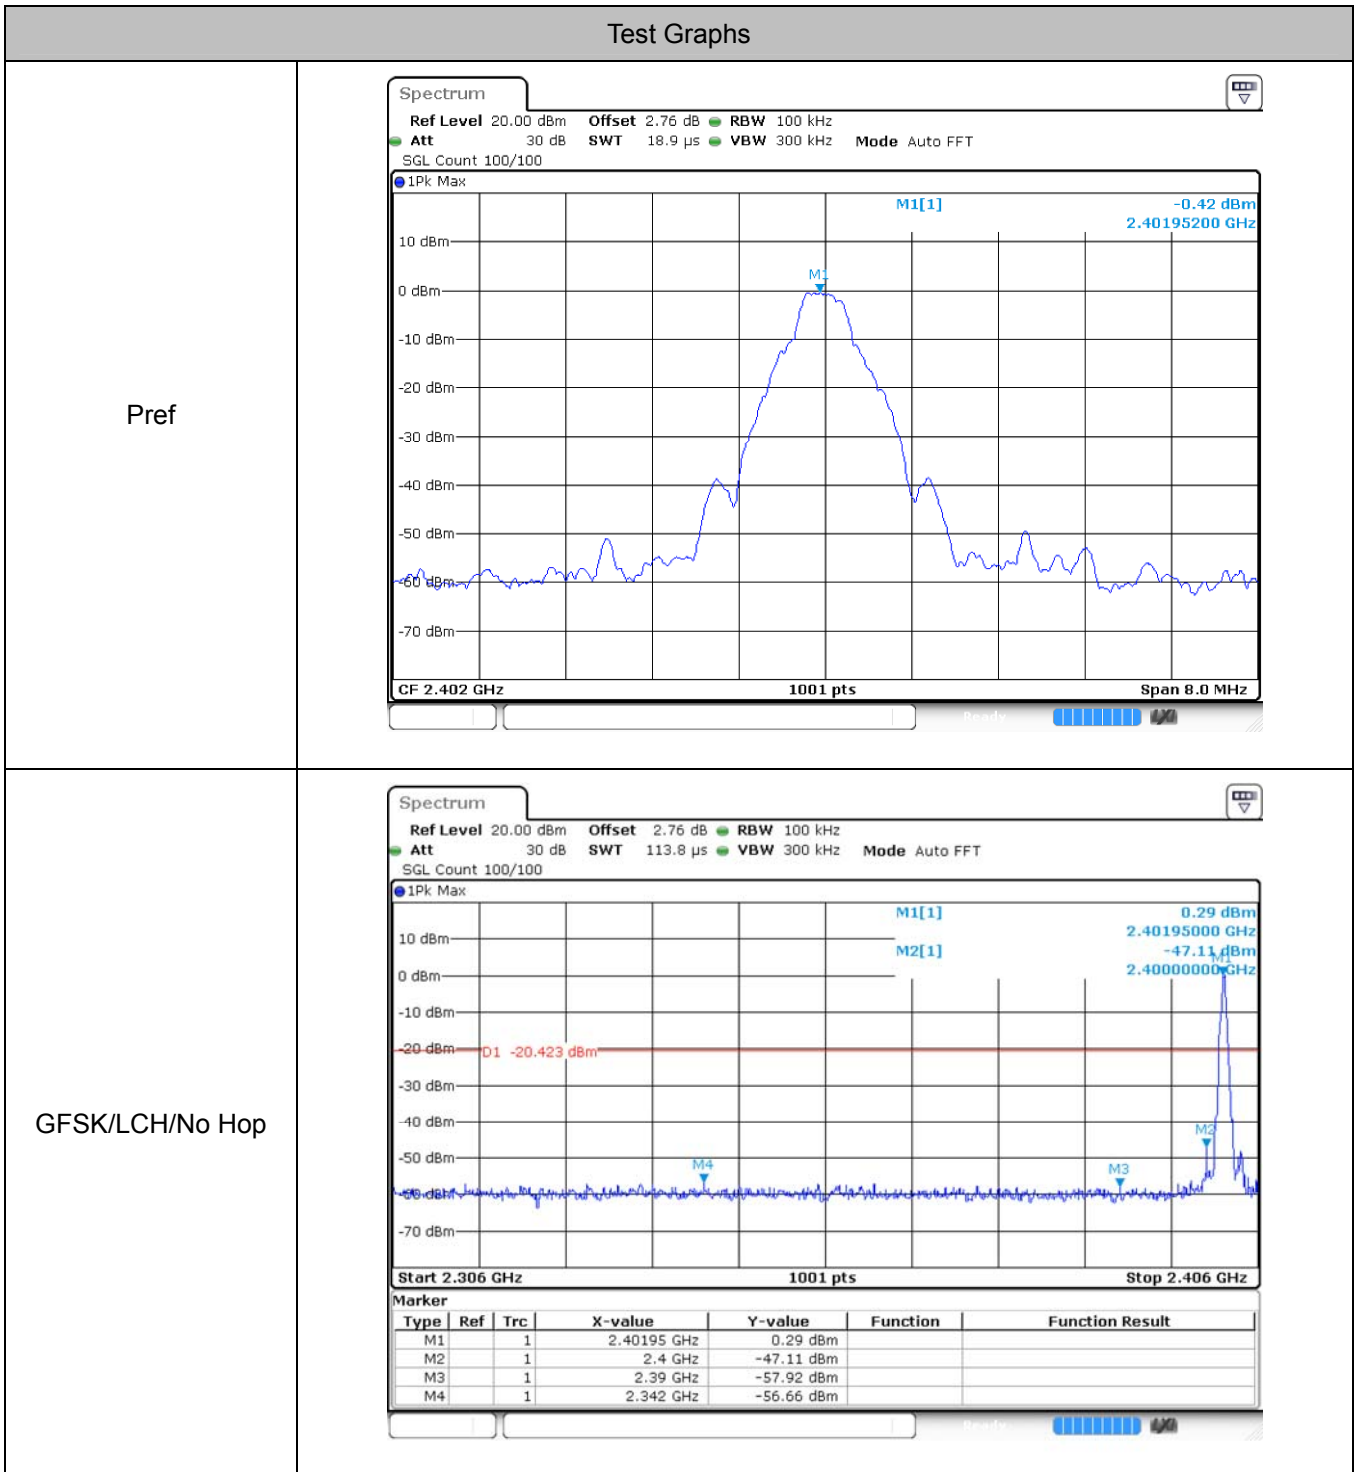 Test Graphs
Pref
Spectrum
Ref Level 20.00 dBm Offset 2.76 dB RBW 100 kHz
Att 30 dB SWT 18.9 µs VBW 300 kHz Mode Auto FFT
SGL Count 100/100
1Pk Max
M1[1] -0.42 dBm
2.40195200 GHz
10 dBm
M1
0 dBm
-10 dBm
-20 dBm
-30 dBm
-40 dBm
-50 dBm
-60 dBm
-70 dBm
CF 2.402 GHz 1001 pts Span 8.0 MHz
Ready
GFSK/LCH/No Hop
Spectrum
Ref Level 20.00 dBm Offset 2.76 dB RBW 100 kHz
Att 30 dB SWT 113.8 µs VBW 300 kHz Mode Auto FFT
SGL Count 100/100
1Pk Max
M1[1] 0.29 dBm
2.40195000 GHz
10 dBm
M2[1] -47.11 dBm
M1
0 dBm 2.40000000 GHz
-10 dBm
-20 dBm D1 -20.423 dBm
-30 dBm
-40 dBm
M2
-50 dBm
M4
M3
-60 dBm
-70 dBm
Start 2.306 GHz 1001 pts Stop 2.406 GHz
Marker
Type Ref Trc X-value Y-value Function Function Result
M1 1 2.40195 GHz 0.29 dBm
M2 1 2.4 GHz -47.11 dBm
M3 1 2.39 GHz -57.92 dBm
M4 1 2.342 GHz -56.66 dBm
Ready